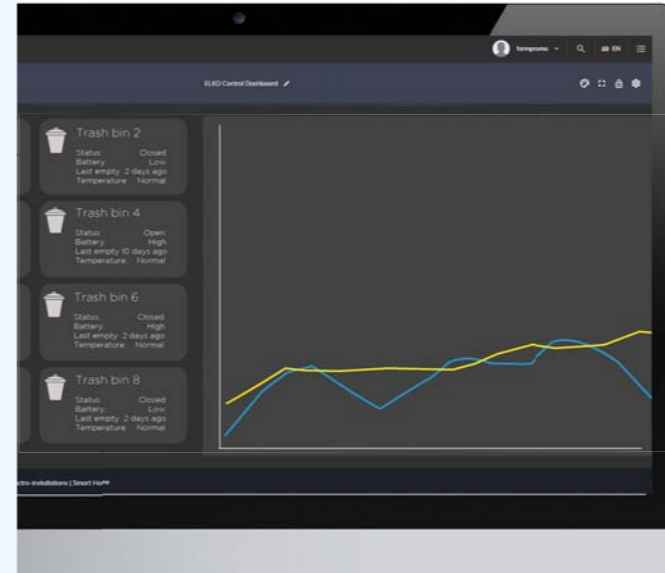 EN
ELKO Control Dashboard
Trash bin 2
Status: Closed
Battery: Low
Last empty: 2 days ago
Temperature: Normal
Trash bin 4
Status: Open
Battery: High
Last empty: 10 days ago
Temperature: Normal
Trash bin 6
Status: Closed
Battery: High
Last empty: 2 days ago
Temperature: Normal
Trash bin 8
Status: Closed
Battery: Low
Last empty: 2 days ago
Temperature: Normal